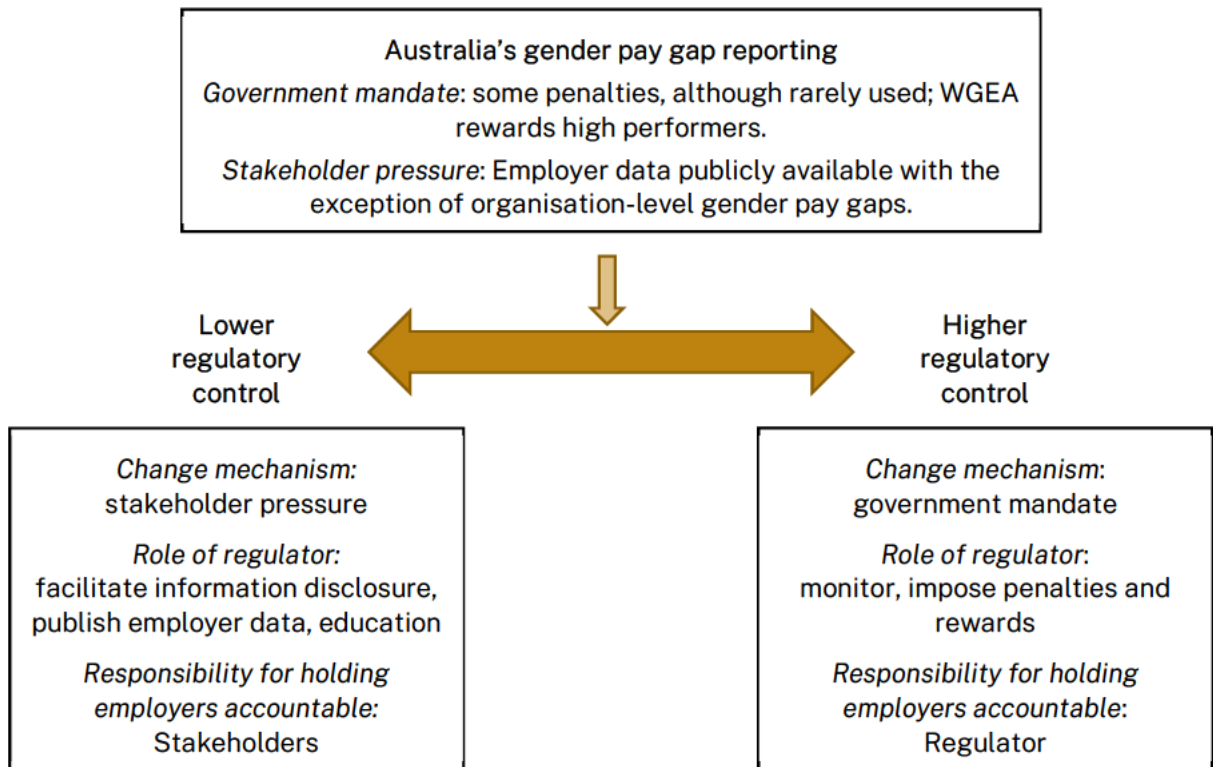 Australia's gender pay gap reporting
Government mandate: some penalties, although rarely used; WGEA
rewards high performers.
Stakeholder pressure: Employer data publicly available with the
exception of organisation-level gender pay gaps.
Lower
regulatory
control
Higher
regulatory
control
Change mechanism:
stakeholder pressure
Role of regulator:
facilitate information disclosure,
publish employer data, education
Responsibility for holding
employers accountable:
Stakeholders
Change mechanism:
government mandate
Role of regulator:
monitor, impose penalties and
rewards
Responsibility for holding
employers accountable:
Regulator